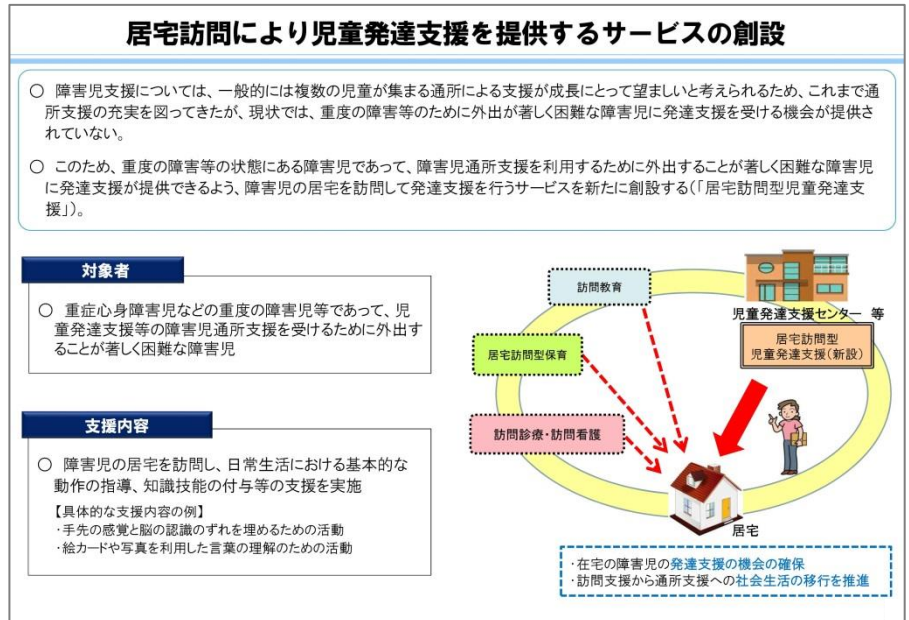 居宅訪問により児童発達支援を提供するサービスの創設
○ 障害児支援については、一般的には複数の児童が集まる通所による支援が成長にとって望ましいと考えられるため、これまで通
所支援の充実を図ってきたが、現状では、重度の障害等のために外出が著しく困難な障害児に発達支援を受ける機会が提供さ
れていない。
○ このため、重度の障害等の状態にある障害児であって、障害児通所支援を利用するために外出することが著しく困難な障害児
に発達支援が提供できるよう、障害児の居宅を訪問して発達支援を行うサービスを新たに創設する(「居宅訪問型児童発達支
援」)。
対象者
○ 重症心身障害児などの重度の障害児等であって、児
童発達支援等の障害児通所支援を受けるために外出す
ることが著しく困難な障害児
支援内容
○ 障害児の居宅を訪問し、日常生活における基本的な
動作の指導、知識技能の付与等の支援を実施
【具体的な支援内容の例】
・手先の感覚と脳の認識のずれを埋めるための活動
・絵カードや写真を利用した言葉の理解のための活動
訪問教育
児童発達支援センター 等
居宅訪問型
児童発達支援(新設)
居宅訪問型保育
訪問診療・訪問看護
居宅
・在宅の障害児の発達支援の機会の確保
・訪問支援から通所支援への社会生活の移行を推進